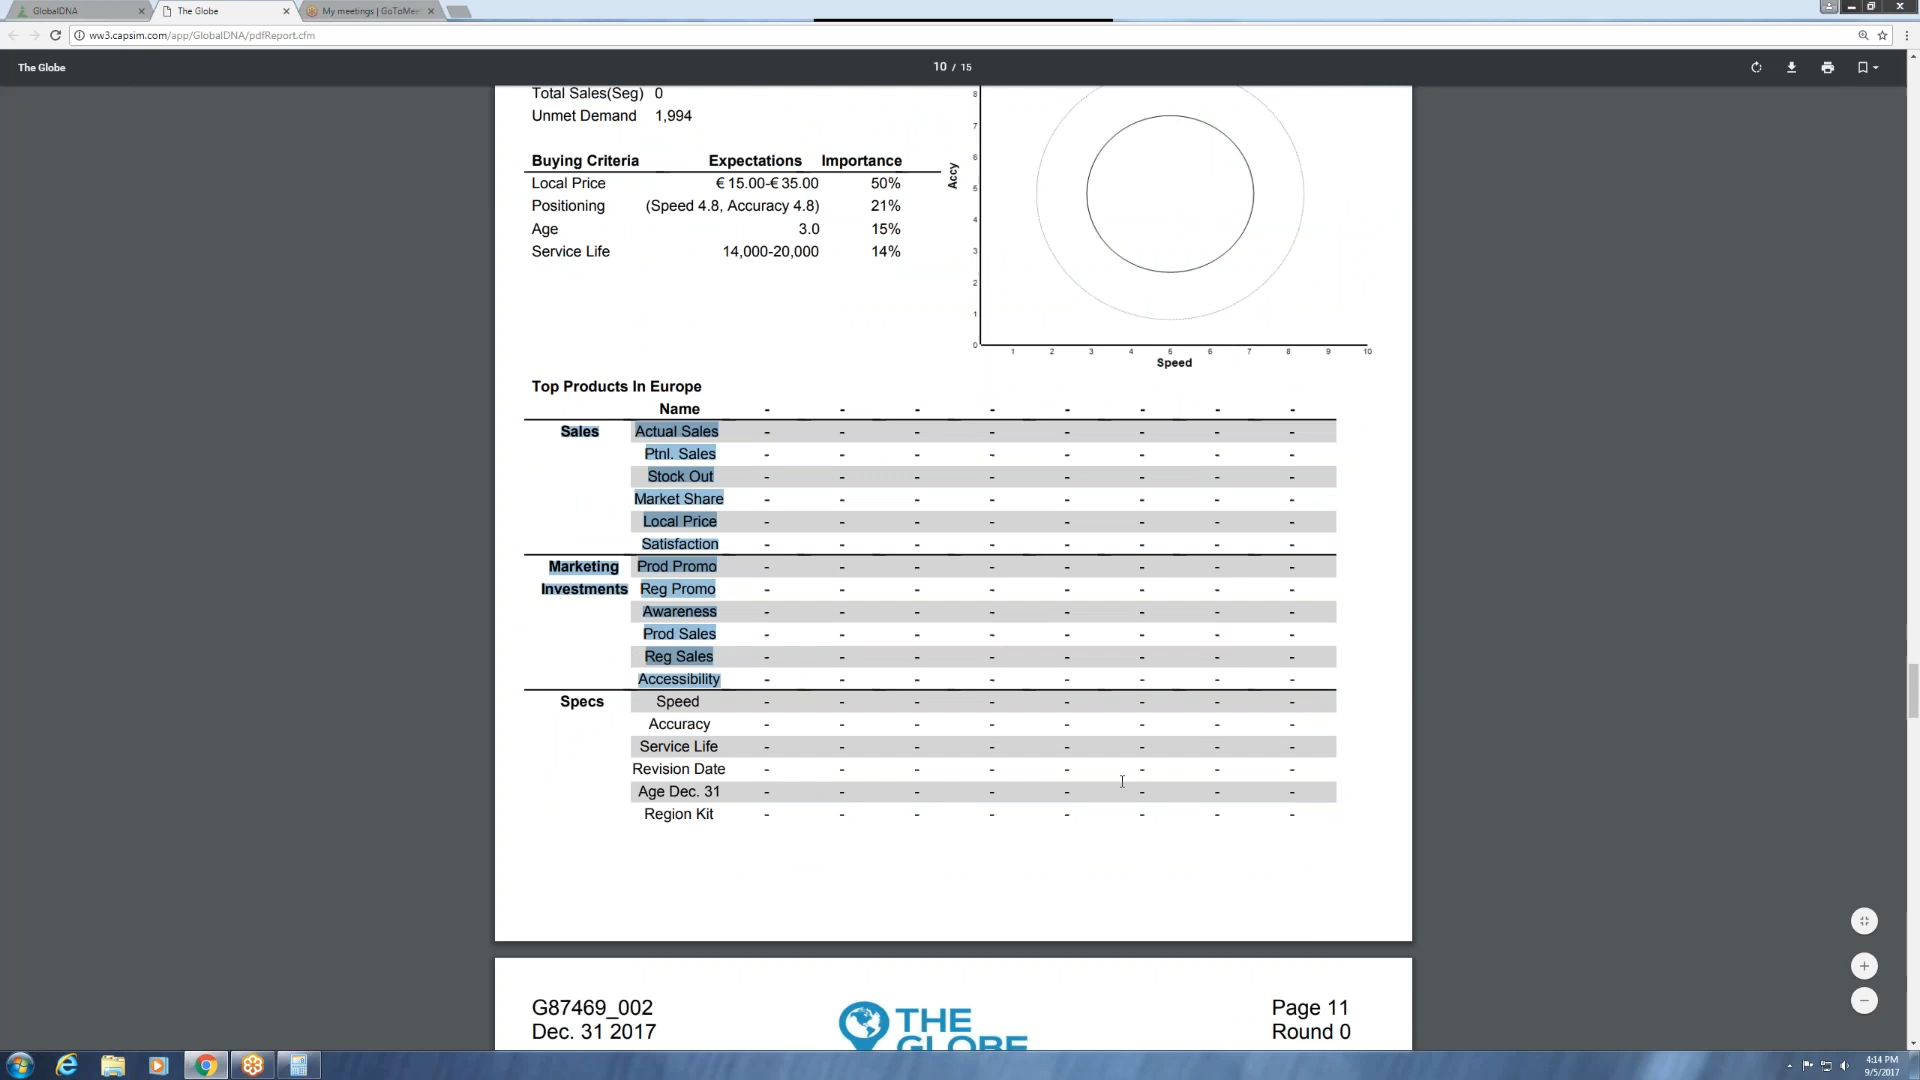 GlobalDNA
The Globe
My meetings | GoToMee
ww3.capsim.com/app/GlobalDNA/pdfReport.cfm
The Globe
10 / 15
Total Sales(Seg) 0
Unmet Demand 1,994
Buying Criteria Expectations Importance
Local Price € 15.00-€ 35.00 50%
Positioning (Speed 4.8, Accuracy 4.8) 21%
Age 3.0 15%
Service Life 14,000-20,000 14%
Accy
8
7
6
5
4
3
2
1
0
1 2 3 4 5 6 7 8 9 10
Speed
Top Products In Europe
Name - - - - - - - -
Sales Actual Sales - - - - - - - -
Ptnl. Sales - - - - - - - -
Stock Out - - - - - - - -
Market Share - - - - - - - -
Local Price - - - - - - - -
Satisfaction - - - - - - - -
Marketing Prod Promo - - - - - - - -
Investments Reg Promo - - - - - - - -
Awareness - - - - - - - -
Prod Sales - - - - - - - -
Reg Sales - - - - - - - -
Accessibility - - - - - - - -
Specs Speed - - - - - - - -
Accuracy - - - - - - - -
Service Life - - - - - - - -
Revision Date - - - - - - - -
Age Dec. 31 - - - - - - - -
Region Kit - - - - - - - -
G87469_002
Dec. 31 2017
THE
GLOBE
Page 11
Round 0
4:14 PM
9/5/2017